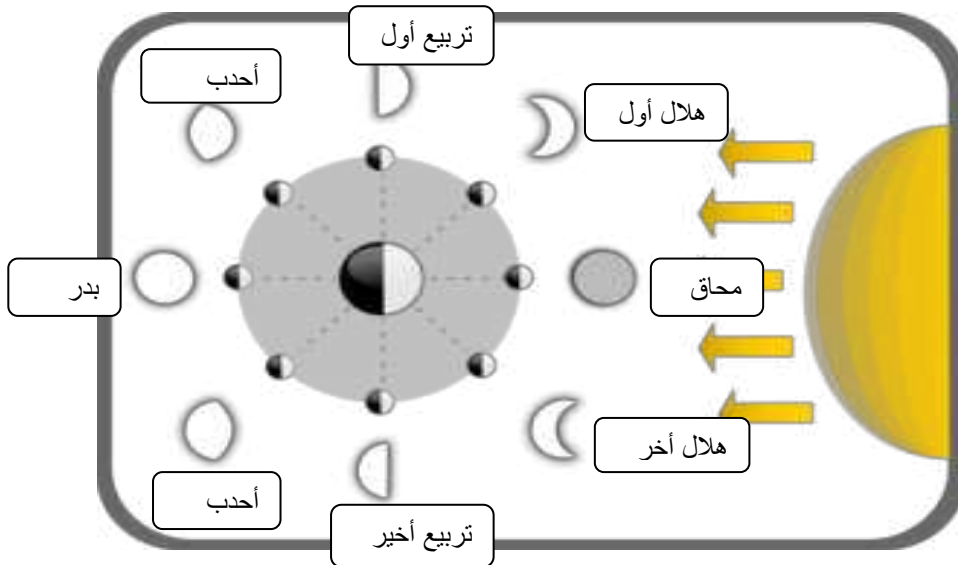 تربيع أول
أحدب
هلال أول
بدر
محاق
هلال أخر
أحدب
تربيع أخير